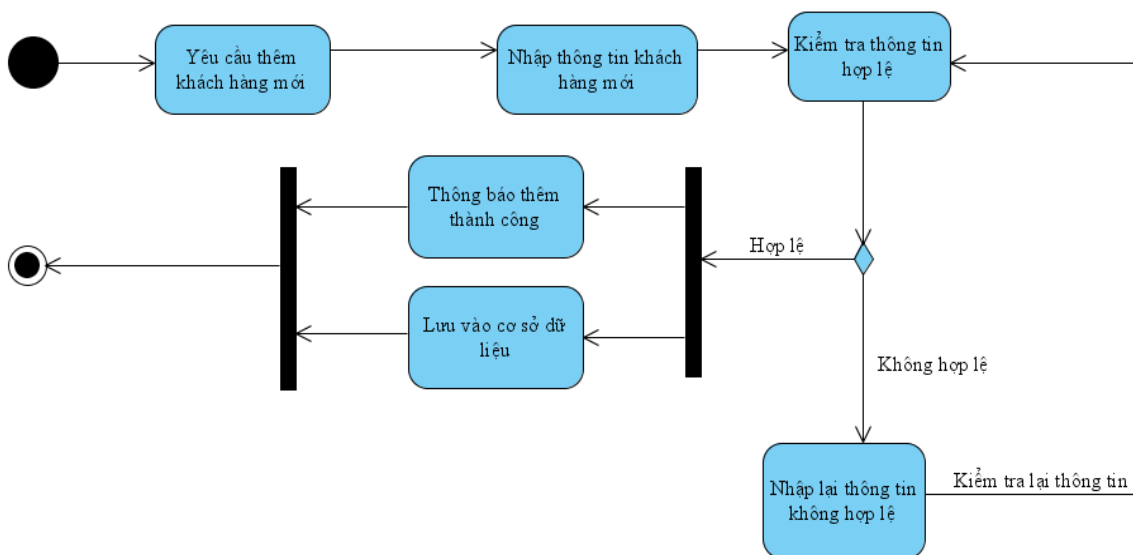 Yêu cầu thêm
khách hàng mới
Nhập thông tin khách
hàng mới
Kiểm tra thông tin
hợp lệ
Thông báo thêm
thành công
Hợp lệ
Lưu vào cơ sở dữ
liệu
Không hợp lệ
Nhập lại thông tin
không hợp lệ
Kiểm tra lại thông tin